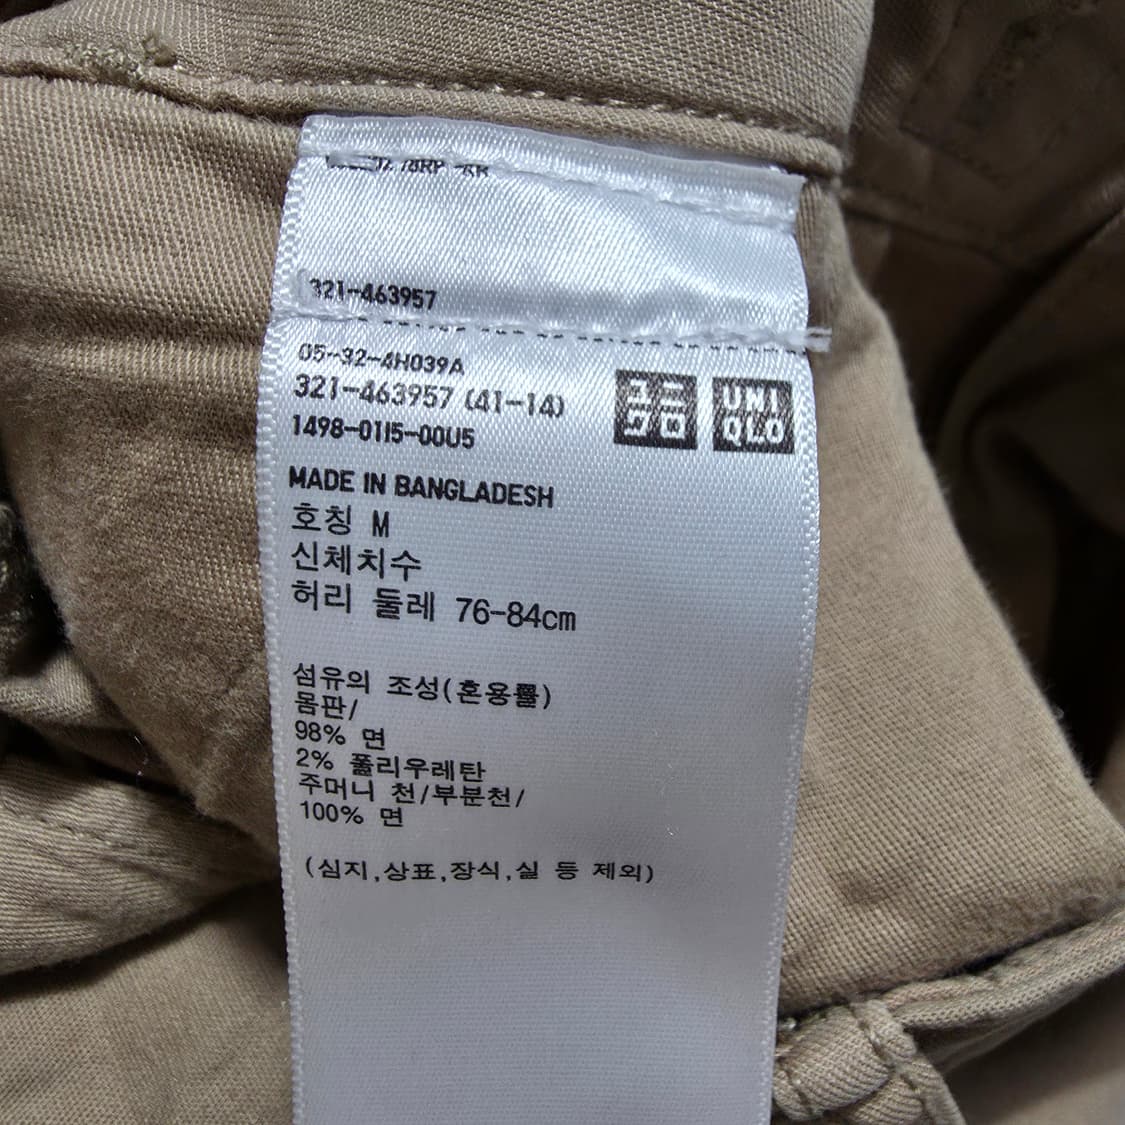 321-463957
05-32-4H039A
321-463957 (41-14)
1498-0115-00U5
ユニ
クロ
UNI
QLO
MADE IN BANGLADESH
호칭 M
신체치수
허리 둘레 76-84cm
섬유의 조성(혼용률)
몸판/
98% 면
2% 폴리우레탄
주머니 천/부분천/
100% 면
(심지,상표,장식,실 등 제외)